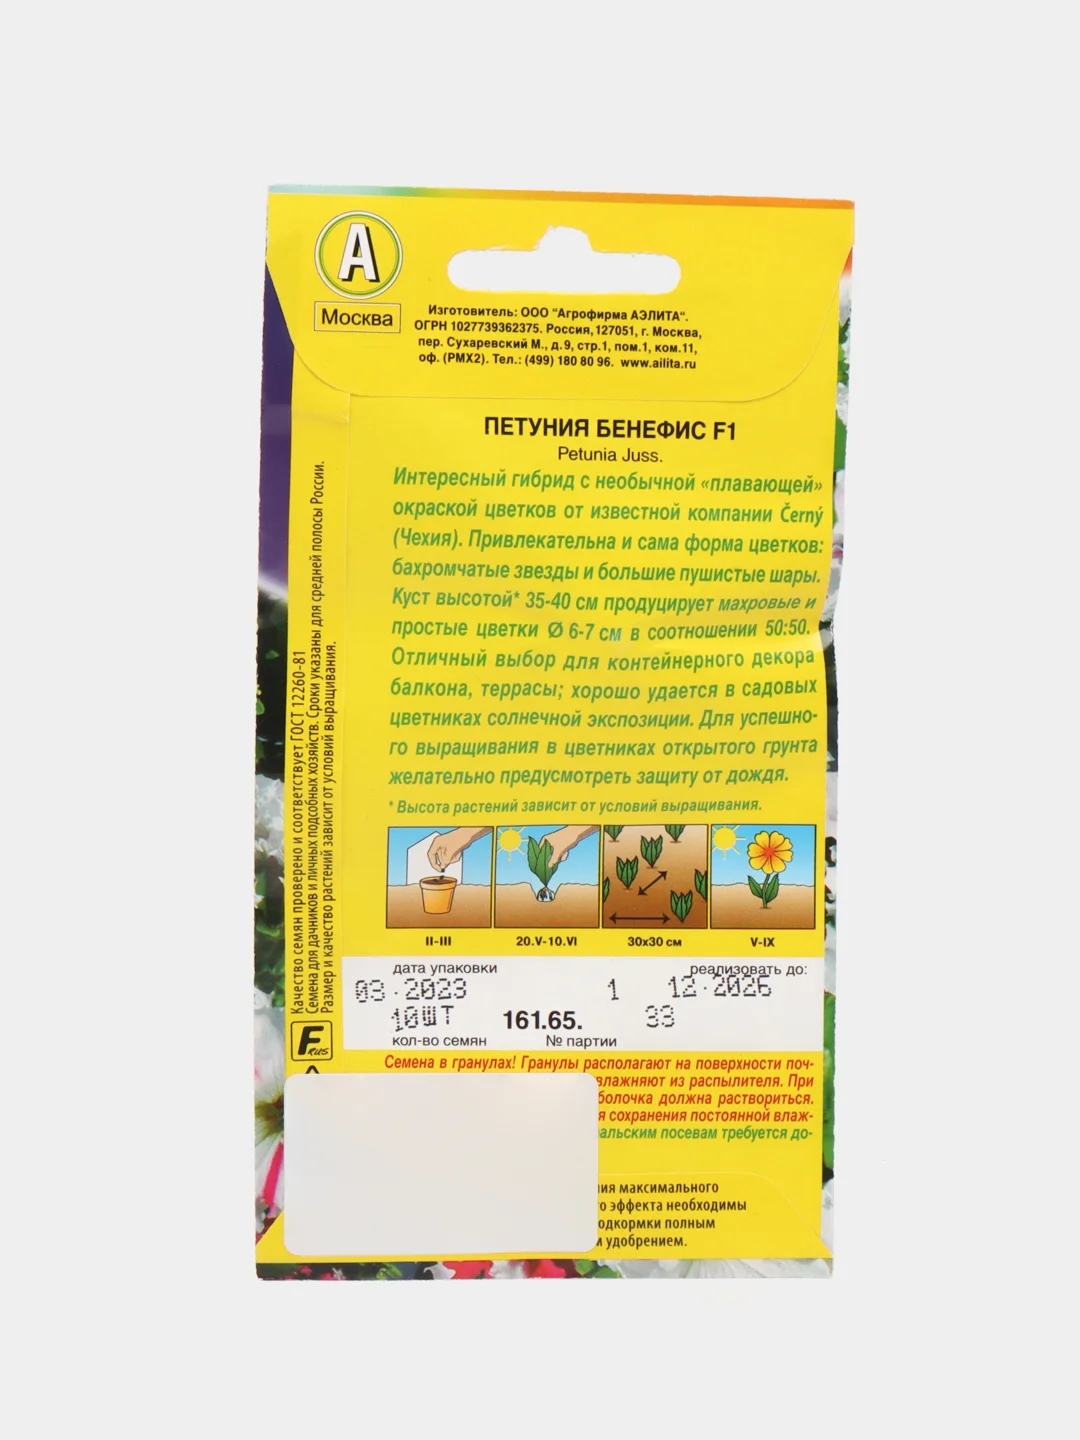 А
Москва
Изготовитель: ООО "Агрофирма АЭЛИТА".
ОГРН 1027739362375. Россия, 127051, г. Москва,
пер. Сухаревский М., д.9, стр.1, пом.1, ком.11,
оф. (РМХ2). Тел.: (499) 180 80 96. www.ailita.ru
ПЕТУНИЯ БЕНЕФИС F1
Petunia Juss.
Интересный гибрид с необычной «плавающей»
окраской цветков от известной компании Černý
(Чехия). Привлекательна и сама форма цветков:
бахромчатые звезды и большие пушистые шары.
Куст высотой* 35-40 см продуцирует махровые и
простые цветки Ø 6-7 см в соотношении 50:50.
Отличный выбор для контейнерного декора
балкона, террасы; хорошо удается в садовых
цветниках солнечной экспозиции. Для успешно-
го выращивания в цветниках открытого грунта
желательно предусмотреть защиту от дождя.
* Высота растений зависит от условий выращивания.
II-III
20.V-10.VI
30х30 см
V-IX
дата упаковки
реализовать до:
03.2023
1
12.2026
10ШТ
161.65.
33
кол-во семян
№ партии
Семена в гранулах! Гранулы располагают на поверхности поч-
влажняют из распылителя. При
болочка должна раствориться.
я сохранения постоянной влаж-
альским посевам требуется до-
ния максимального
о эффекта необходимы
одкормки полным
м удобрением.
Качество семян проверено и соответствует ГОСТ 12260-81
Семена для дачников и личных подсобных хозяйств. Сроки указаны для средней полосы России.
Размер и качество растений зависит от условий выращивания.
F RUS